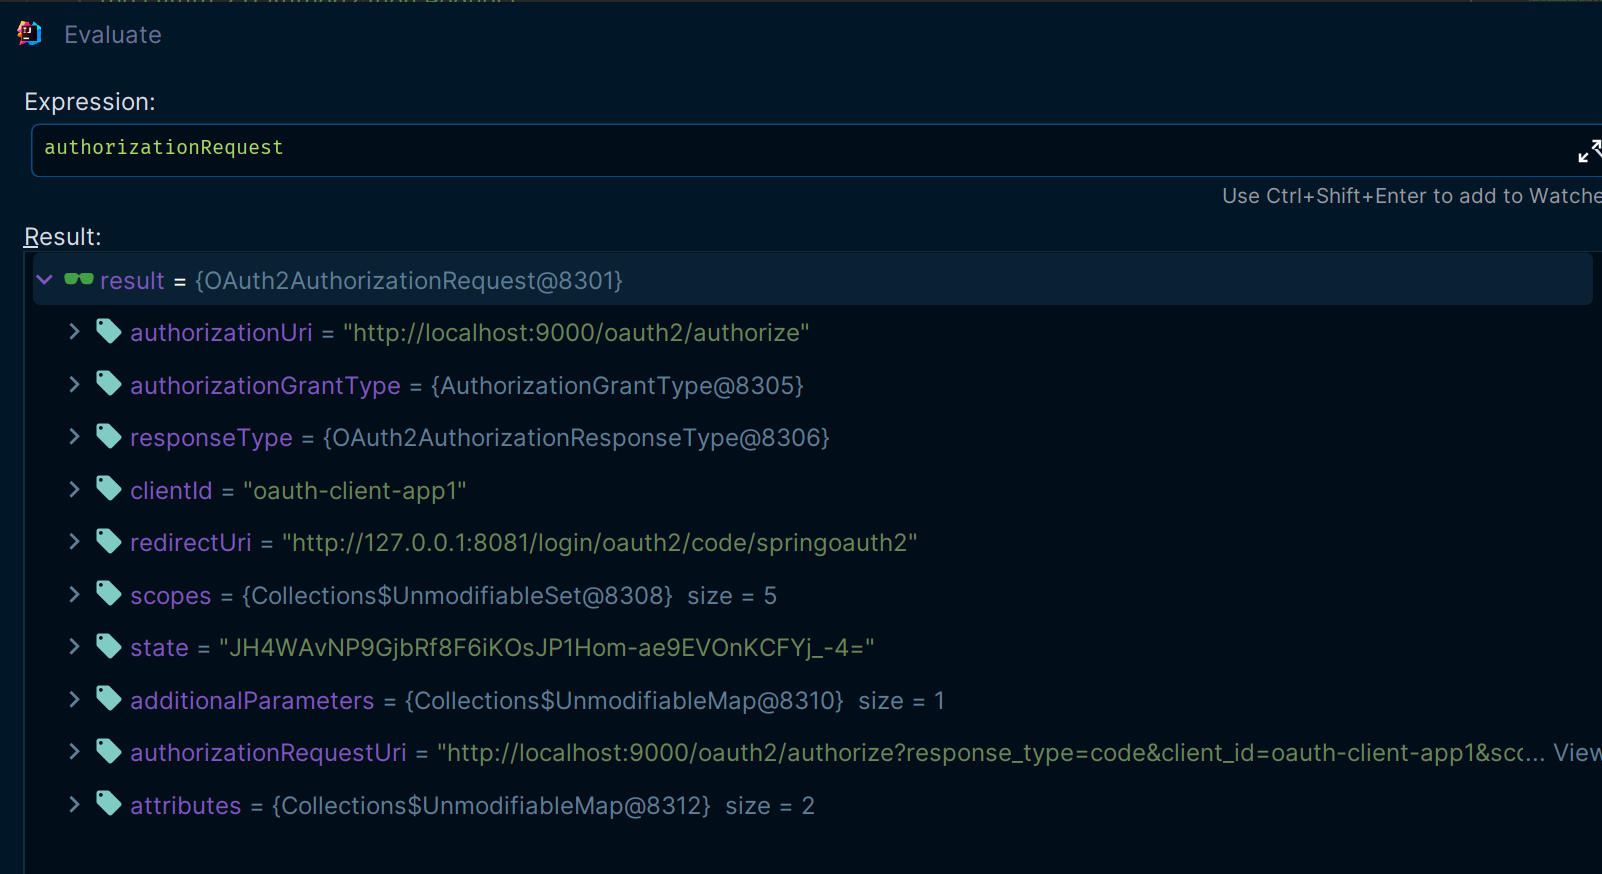 Evaluate
Expression:
authorizationRequest
Use Ctrl+Shift+Enter to add to Watche
Result:
result = {OAuth2AuthorizationRequest@8301}
authorizationUri = "http://localhost:9000/oauth2/authorize"
authorizationGrantType = {AuthorizationGrantType@8305}
responseType = {OAuth2AuthorizationResponseType@8306}
clientId = "oauth-client-app1"
redirectUri = "http://127.0.0.1:8081/login/oauth2/code/springoauth2"
scopes = {Collections$UnmodifiableSet@8308} size = 5
state = "JH4WAvNP9GjbRf8F6iKOsJP1Hom-ae9EVOnKCFYj_-4="
additionalParameters = {Collections$UnmodifiableMap@8310} size = 1
authorizationRequestUri = "http://localhost:9000/oauth2/authorize?response_type=code&client_id=oauth-client-app1&sc... View
attributes = {Collections$UnmodifiableMap@8312} size = 2